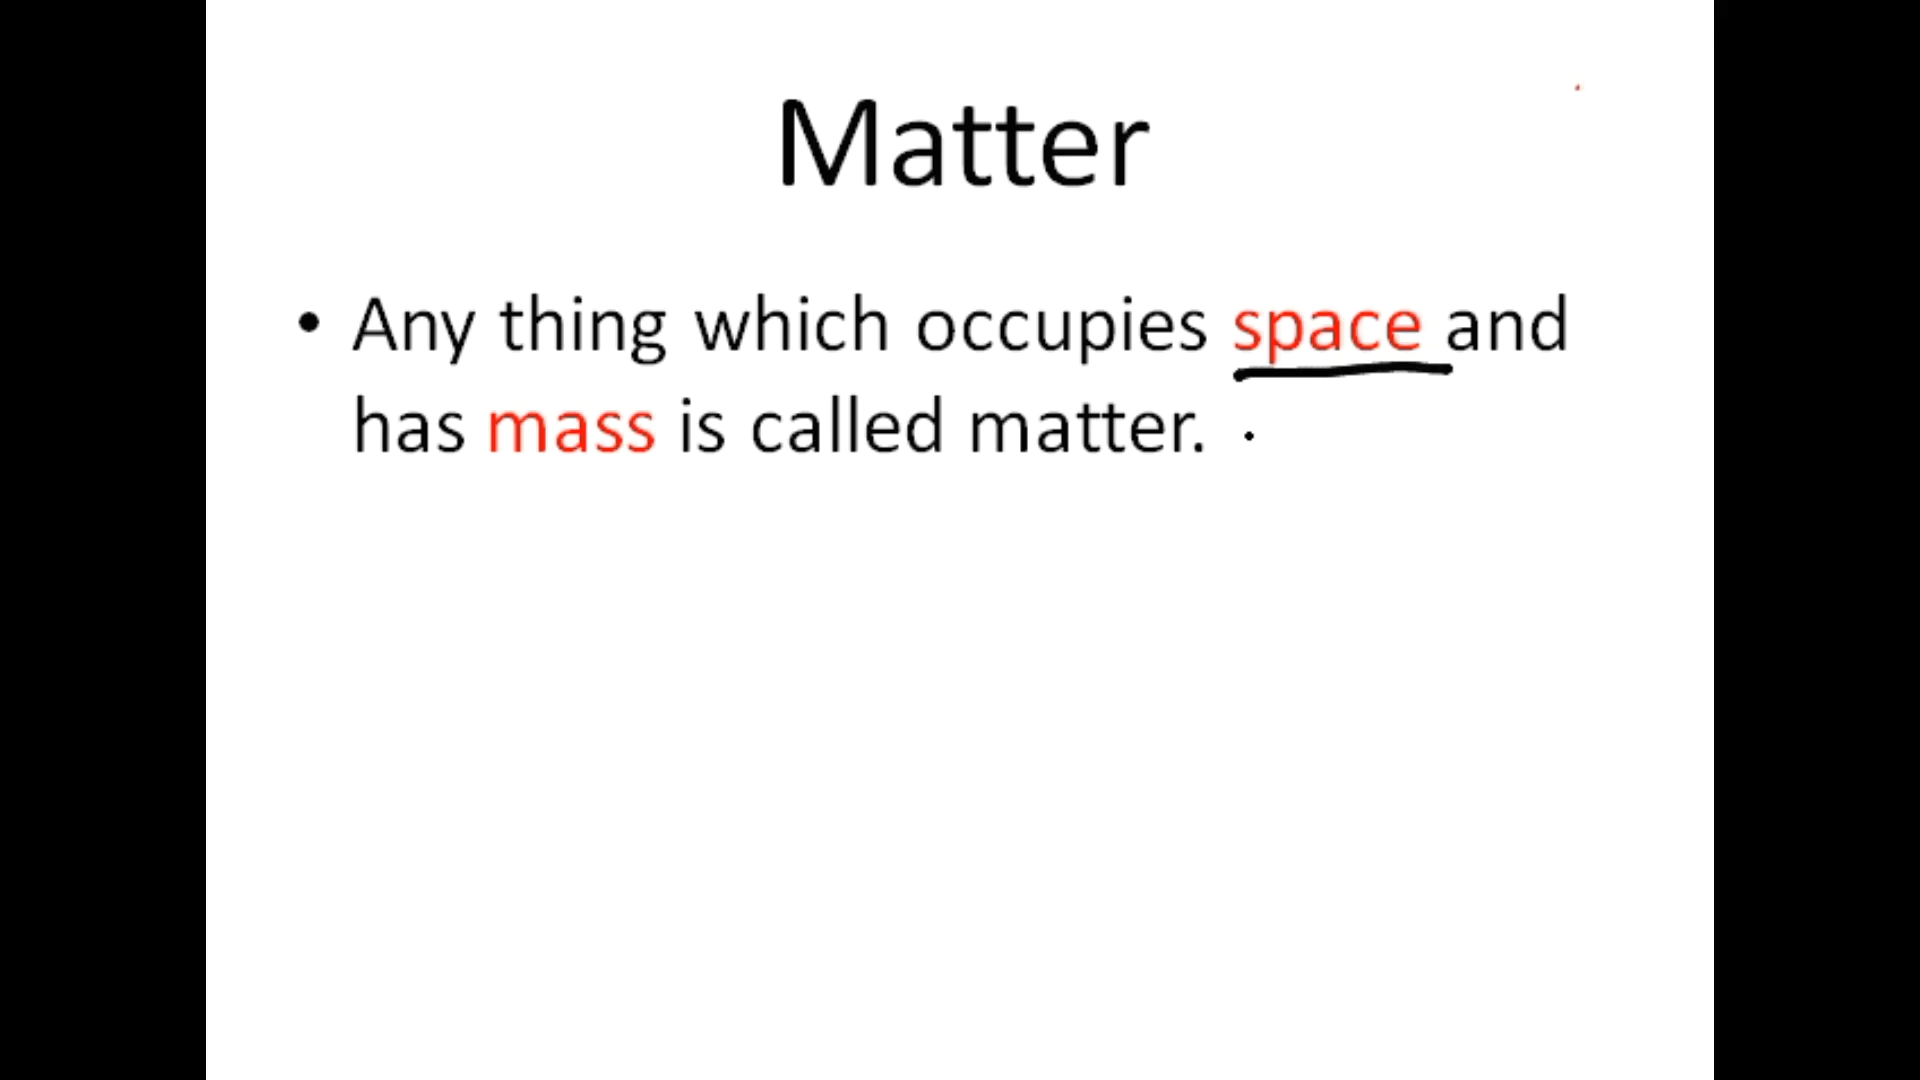 Matter
• Any thing which occupies space and
has mass is called matter.